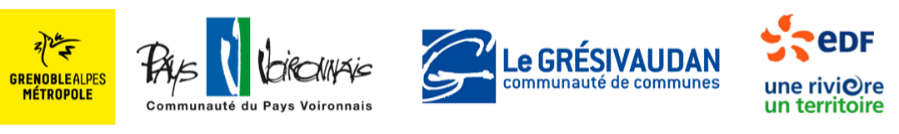 GRENOBLEALPES
MÉTROPOLE
PAYS VOIRONNAIS
Communauté du Pays Voironnais
Le GRÉSIVAUDAN
communauté de communes
eDF
une rivière
un territoire